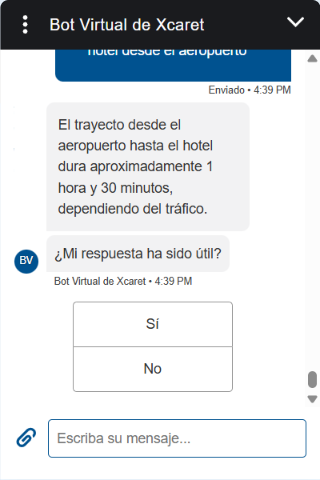 Bot Virtual de Xcaret
hotel desde el aeropuerto
Enviado • 4:39 PM
El trayecto desde el
aeropuerto hasta el hotel
dura aproximadamente 1
hora y 30 minutos,
dependiendo del tráfico.
¿Mi respuesta ha sido útil?
BV
Bot Virtual de Xcaret • 4:39 PM
Sí
No
Escriba su mensaje...